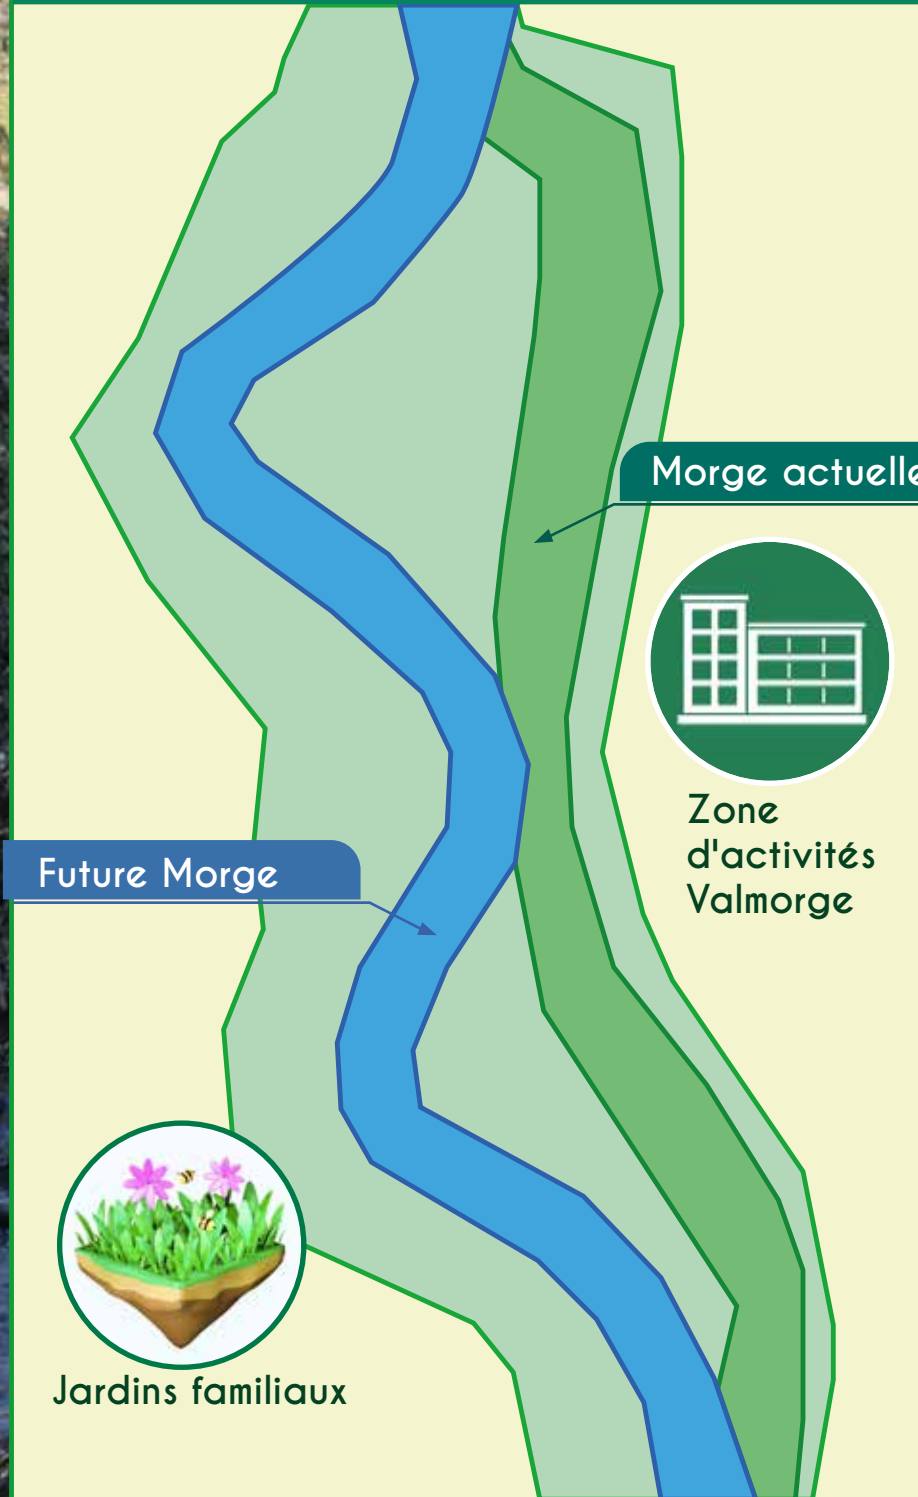 Morge actuelle
Zone
d'activités
Valmorge
Future Morge
Jardins familiaux